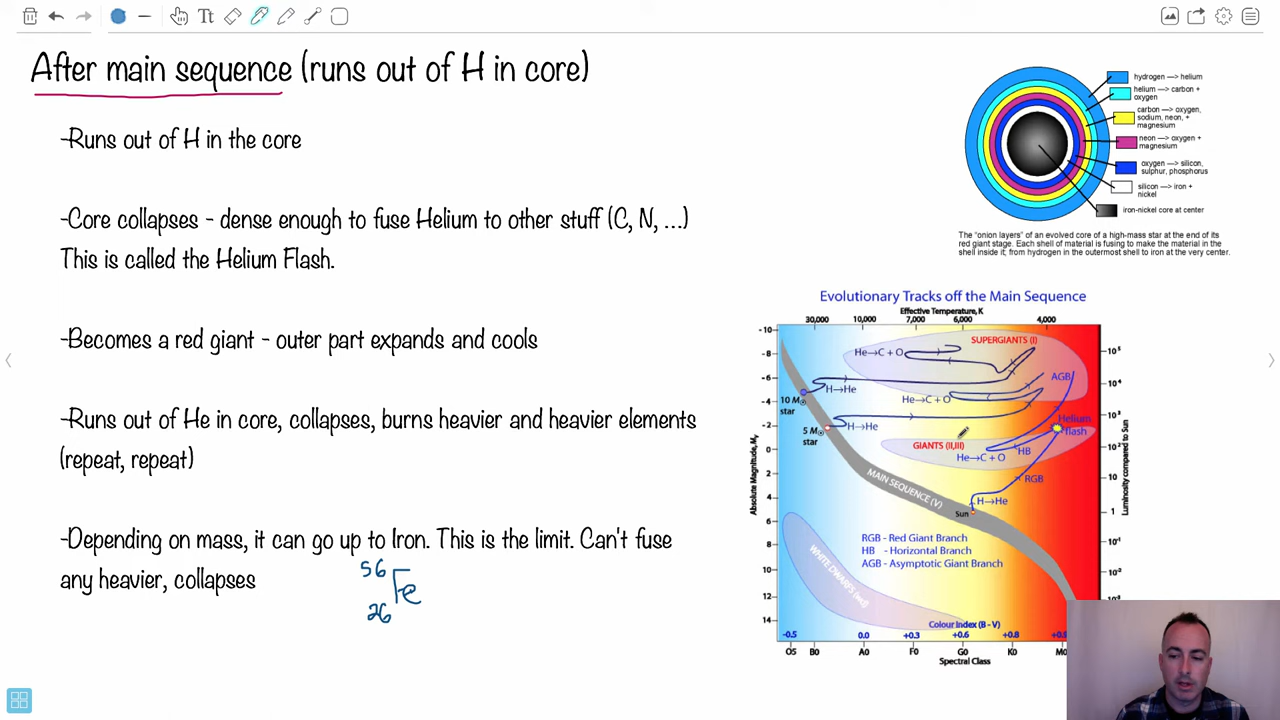 After main sequence (runs out of H in core)
-Runs out of H in the core
-Core collapses - dense enough to fuse Helium to other stuff (C, N, ...)
This is called the Helium Flash.
-Becomes a red giant - outer part expands and cools
-Runs out of He in core, collapses, burns heavier and heavier elements
(repeat, repeat)
-Depending on mass, it can go up to Iron. This is the limit. Can't fuse
any heavier, collapses
56
Fe
26
hydrogen —> helium
helium —> carbon +
oxygen
carbon —> oxygen,
sodium, neon, +
magnesium
neon —> oxygen +
magnesium
oxygen —> silicon,
sulphur, phosphorus
silicon —> iron +
nickel
iron-nickel core at center
The "onion layers" of an evolved core of a high-mass star at the end of its
red giant stage. Each shell of material is fusing to make the material in the
shell inside it; from hydrogen in the outermost shell to iron at the very center.
Evolutionary Tracks off the Main Sequence
Effective Temperature, K
30,000 10,000 7,000 6,000 4,000
-10
-8
-6
-4
-2
0
2
4
6
8
10
12
14
Absolute Magnitude, Mv
SUPERGIANTS (I)
He→C + O
AGB
H→He
He→C + O
10 M☉
star
H→He
5 M☉
star
Helium
flash
GIANTS (II,III)
He→C + O
HB
RGB
MAIN SEQUENCE (V)
H→He
Sun
RGB - Red Giant Branch
HB - Horizontal Branch
AGB - Asymptotic Giant Branch
WHITE DWARFS (wd)
10⁵
10⁴
10³
10²
10
1
10⁻¹
10⁻²
Luminosity compared to Sun
Colour Index (B - V)
-0.5 0.0 +0.3 +0.6 +0.8
O5 B0 A0 F0 G0 K0
Spectral Class